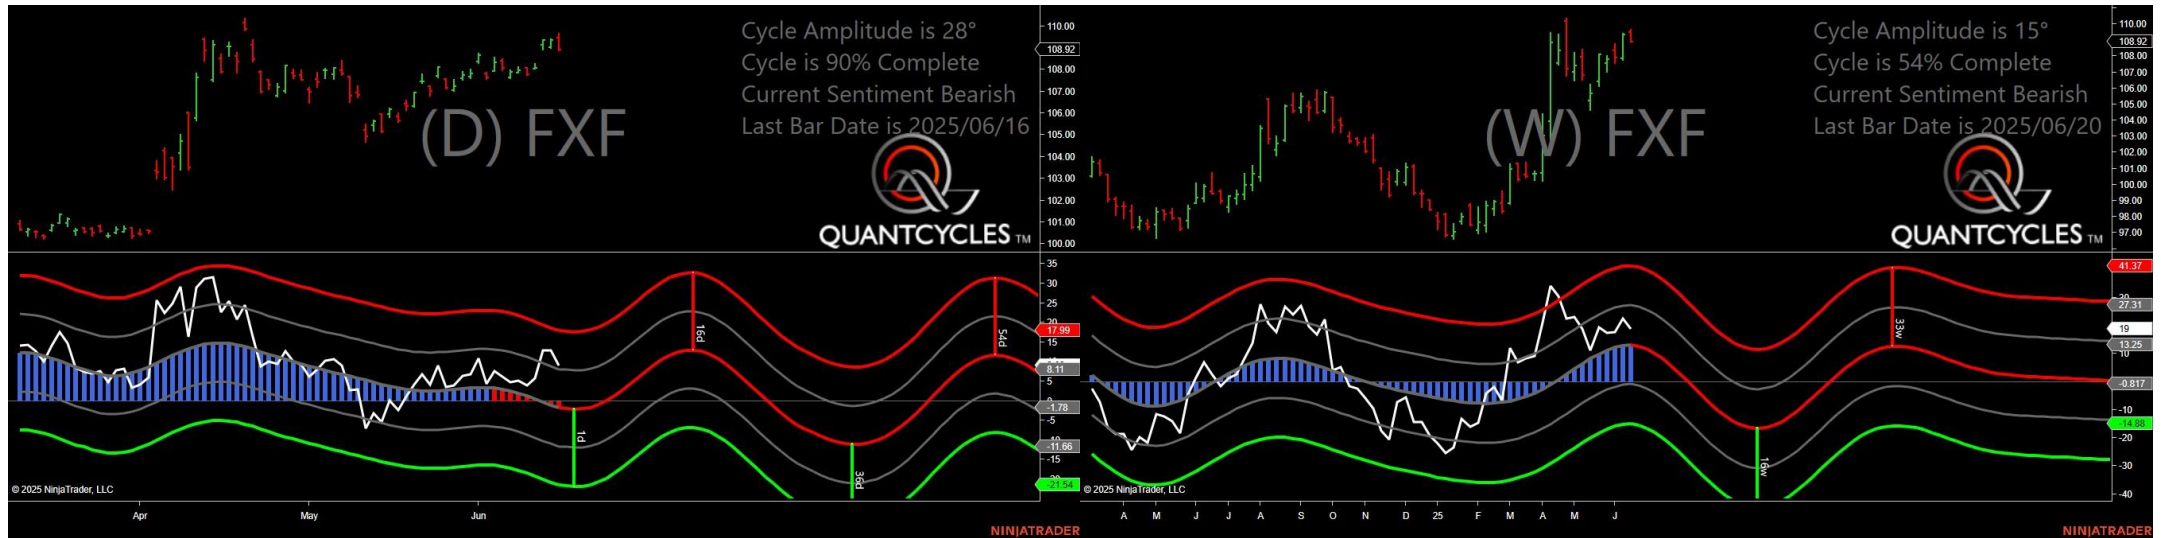 Cycle Amplitude is 28°
Cycle is 90% Complete
Current Sentiment Bearish
Last Bar Date is 2025/06/16
(D) FXF
QUANTCYCLES TM
110.00
108.92
108.00
107.00
106.00
105.00
104.00
103.00
102.00
101.00
100.00
35
30
25
20
17.99
15
8.11
5
-1.78
-5
-11.66
-15
-21.54
1d
16d
36d
54d
© 2025 NinjaTrader, LLC
Apr May Jun
NINJATRADER
Cycle Amplitude is 15°
Cycle is 54% Complete
Current Sentiment Bearish
Last Bar Date is 2025/06/20
(W) FXF
QUANTCYCLES TM
110.00
108.92
108.00
107.00
106.00
105.00
104.00
103.00
102.00
101.00
100.00
99.00
98.00
97.00
41.37
27.31
19
13.25
10
-0.817
-10
-14.88
-20
-30
-40
16w
33w
© 2025 NinjaTrader, LLC
A M J J A S O N D 25 F M A M J
NINJATRADER